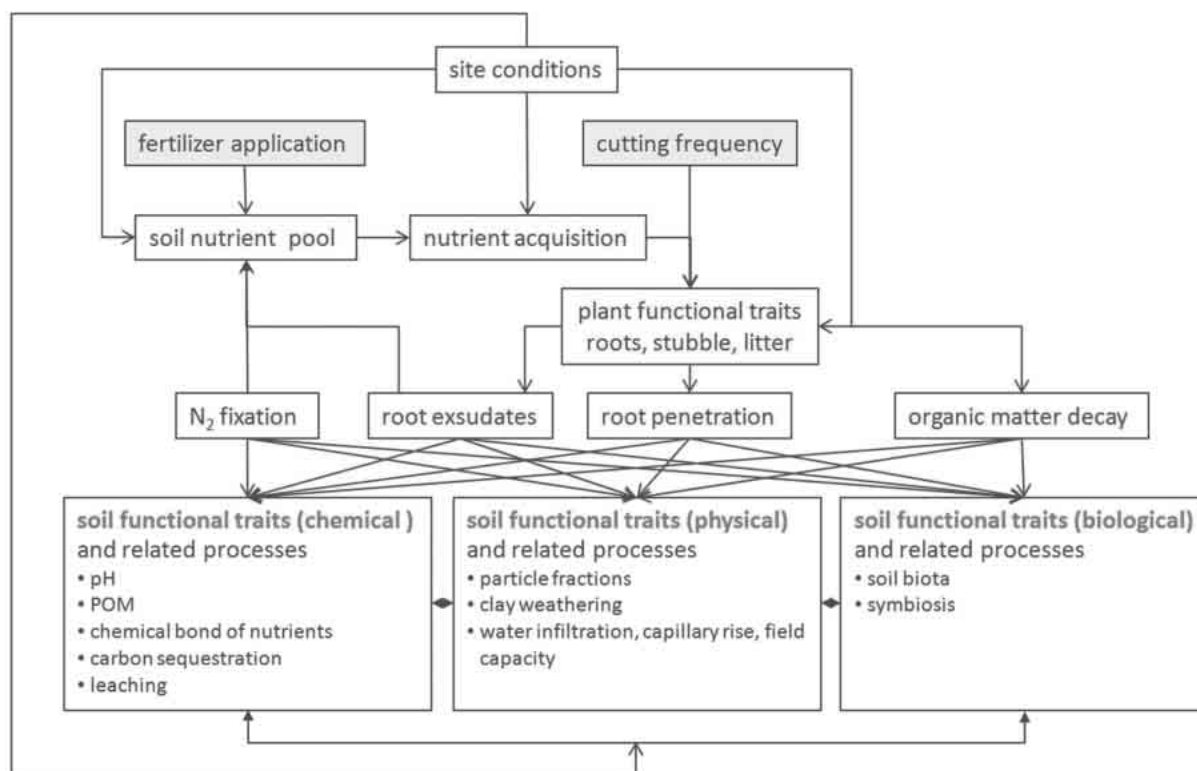 site conditions
fertilizer application
cutting frequency
soil nutrient pool
nutrient acquisition
plant functional traits
roots, stubble, litter
N₂ fixation
root exsudates
root penetration
organic matter decay
soil functional traits (chemical )
and related processes
• pH
• POM
• chemical bond of nutrients
• carbon sequestration
• leaching
soil functional traits (physical)
and related processes
• particle fractions
• clay weathering
• water infiltration, capillary rise, field
capacity
soil functional traits (biological)
and related processes
• soil biota
• symbiosis